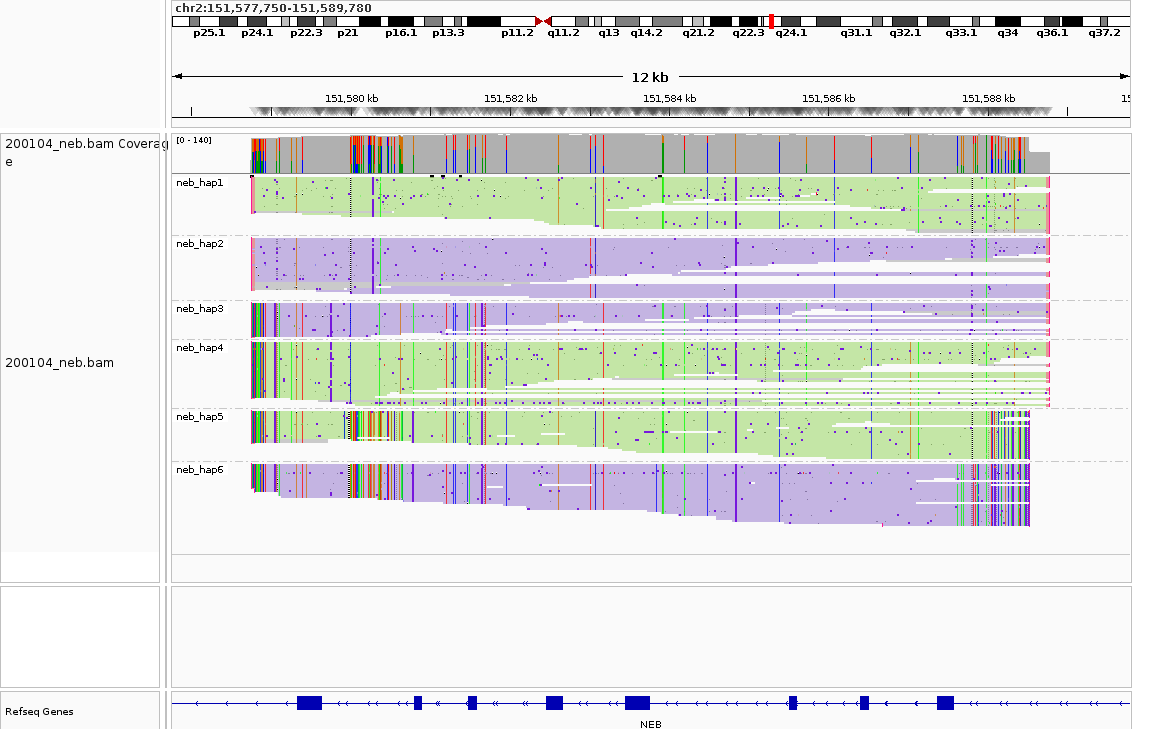 chr2:151,577,750-151,589,780
p25.1 p24.1 p22.3 p21 p16.1 p13.3 p11.2 q11.2 q13 q14.2 q21.2 q22.3 q24.1 q31.1 q32.1 q33.1 q34 q36.1 q37.2
12 kb
151,580 kb 151,582 kb 151,584 kb 151,586 kb 151,588 kb 15
200104_neb.bam Coverag
e
[0 - 140]
neb_hap1
neb_hap2
neb_hap3
neb_hap4
200104_neb.bam
neb_hap5
neb_hap6
Refseq Genes
NEB